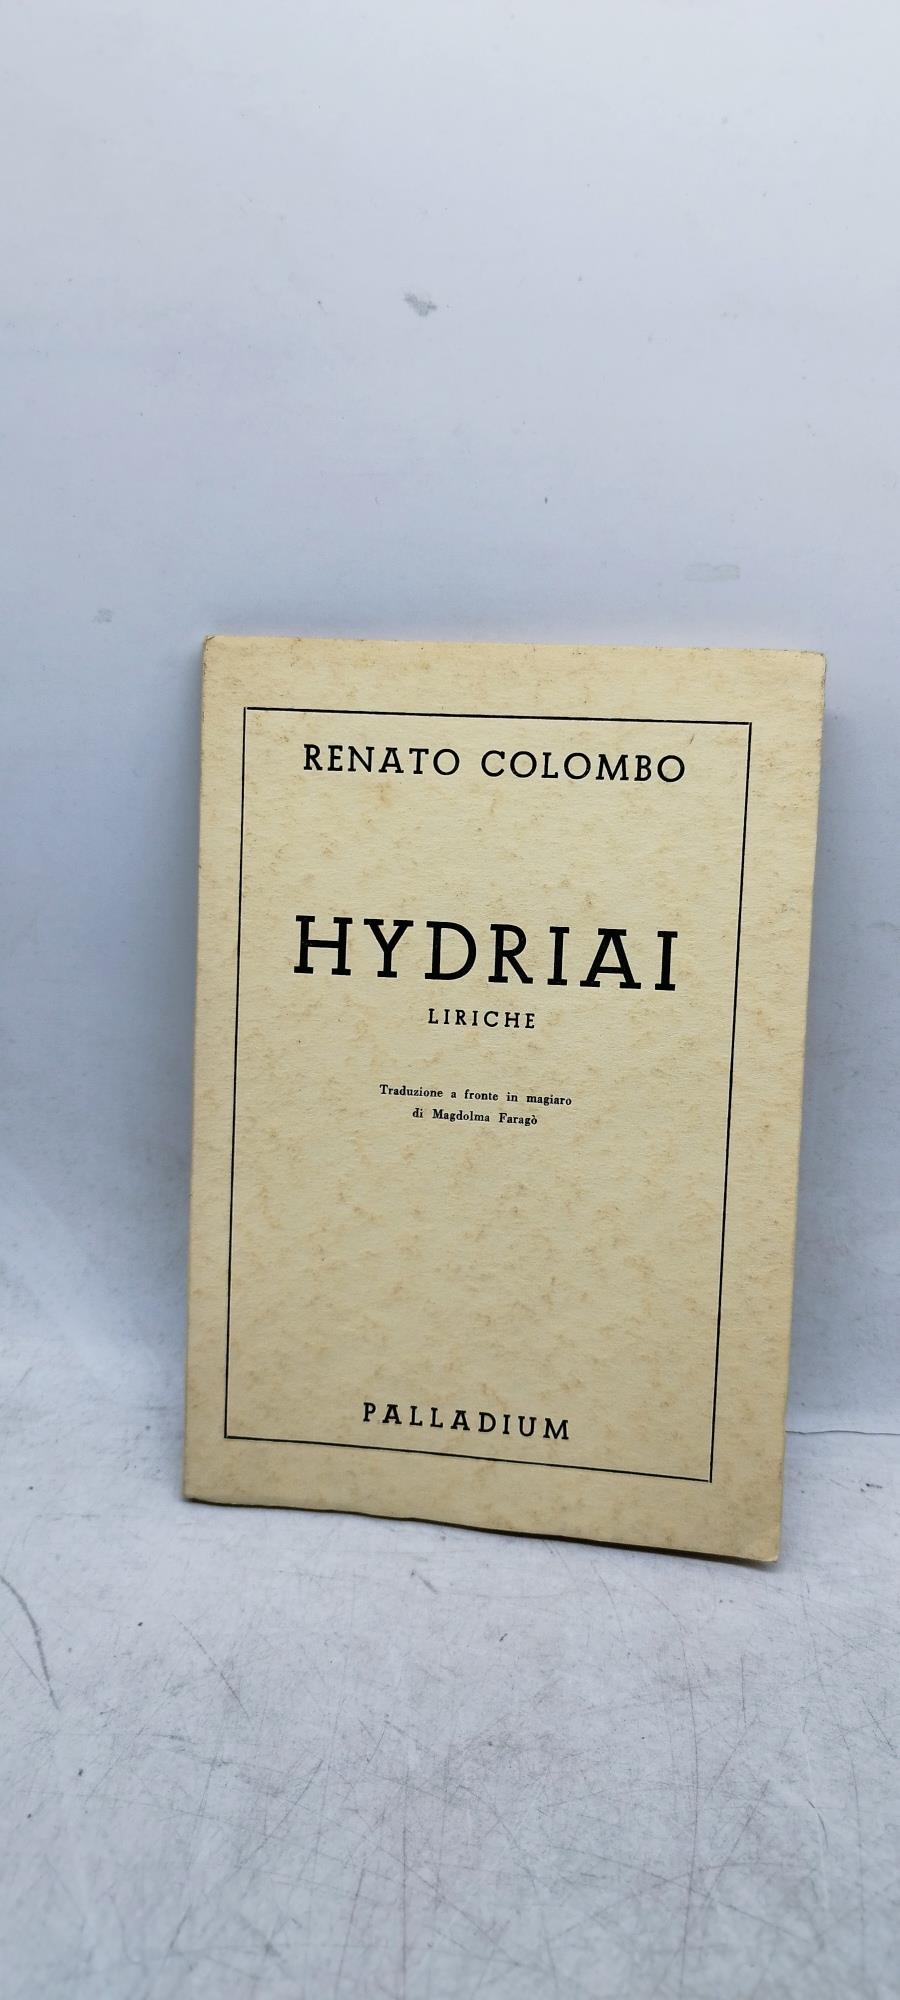 RENATO COLOMBO
HYDRIAI
LIRICHE
Traduzione a fronte in magiaro
di Magdolma Faragò
PALLADIUM